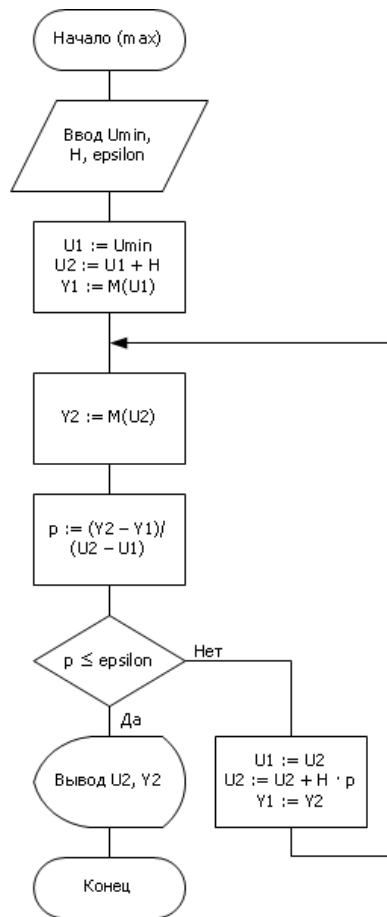 Начало (max)
Ввод Umin,
H, epsilon
U1 := Umin
U2 := U1 + H
Y1 := M(U1)
Y2 := M(U2)
p := (Y2 – Y1)/
(U2 – U1)
p ≤ epsilon
Нет
Да
U1 := U2
U2 := U2 + H · p
Y1 := Y2
Вывод U2, Y2
Конец